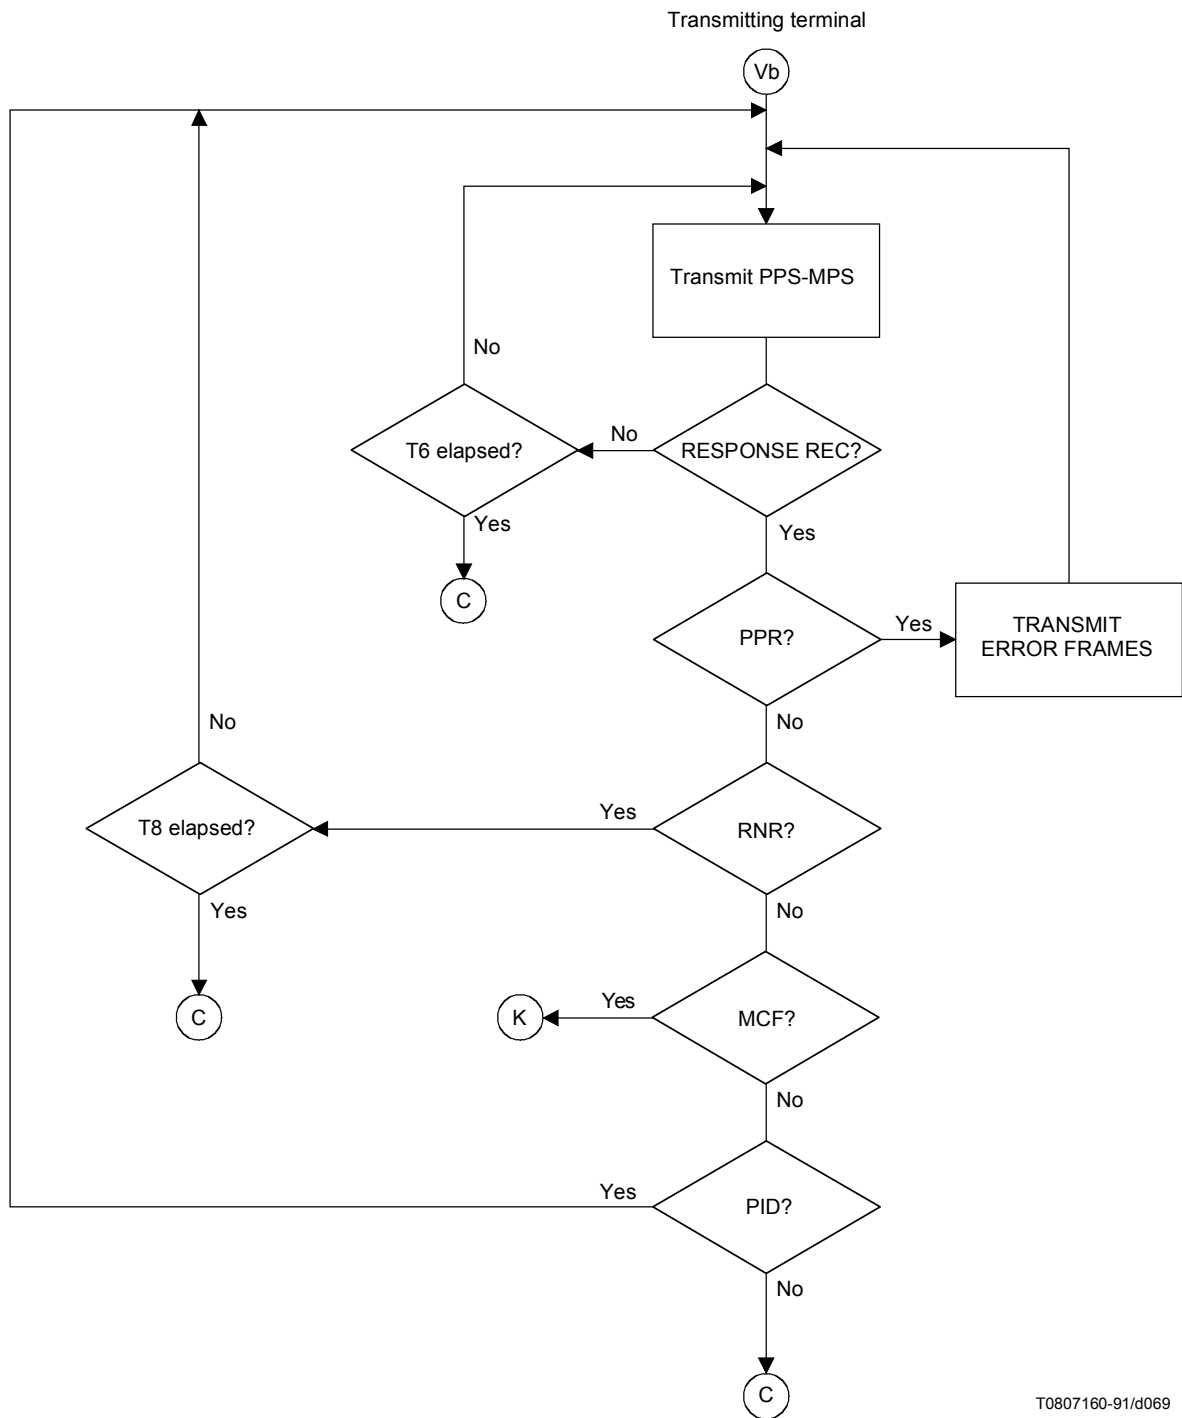 Transmitting terminal
Vb
Transmit PPS-MPS
No
T6 elapsed?
No
RESPONSE REC?
Yes
Yes
C
PPR?
Yes
TRANSMIT
ERROR FRAMES
No
No
T8 elapsed?
Yes
RNR?
Yes
No
C
K
Yes
MCF?
No
Yes
PID?
No
C
T0807160-91/d069